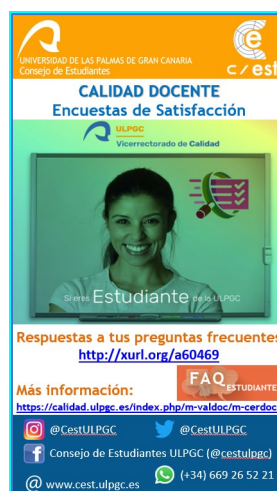 UNIVERSIDAD DE LAS PALMAS DE GRAN CANARIA
Consejo de Estudiantes
c/est
CALIDAD DOCENTE
Encuestas de Satisfacción
ULPGC
Vicerrectorado de Calidad
Si eres Estudiante de la ULPGC
Respuestas a tus preguntas frecuentes
http://xurl.org/a60469
Más información:
FAQ ESTUDIANTE
https://calidad.ulpgc.es/index.php/m-valdoc/m-cerdoc
@CestULPGC
@CestULPGC
Consejo de Estudiantes ULPGC (@cestulpgc)
@ www.cest.ulpgc.es
(+34) 669 26 52 21